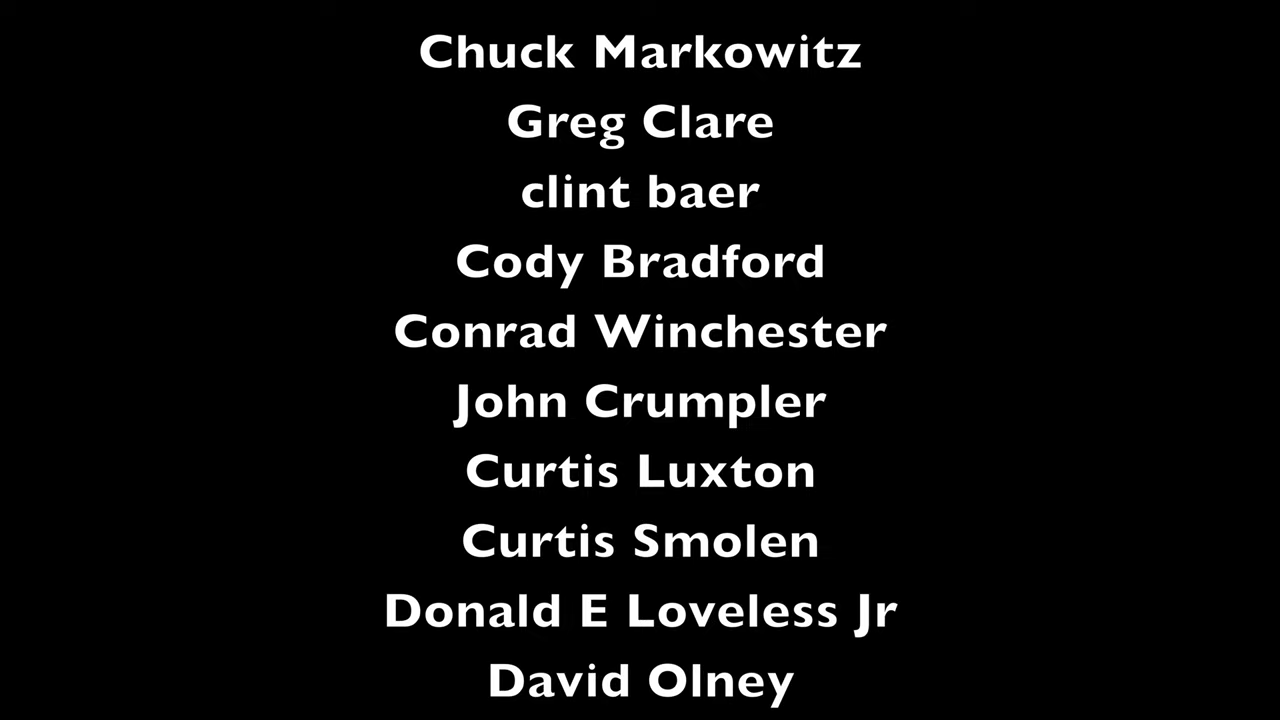 Chuck Markowitz
Greg Clare
clint baer
Cody Bradford
Conrad Winchester
John Crumpler
Curtis Luxton
Curtis Smolen
Donald E Loveless Jr
David Olney